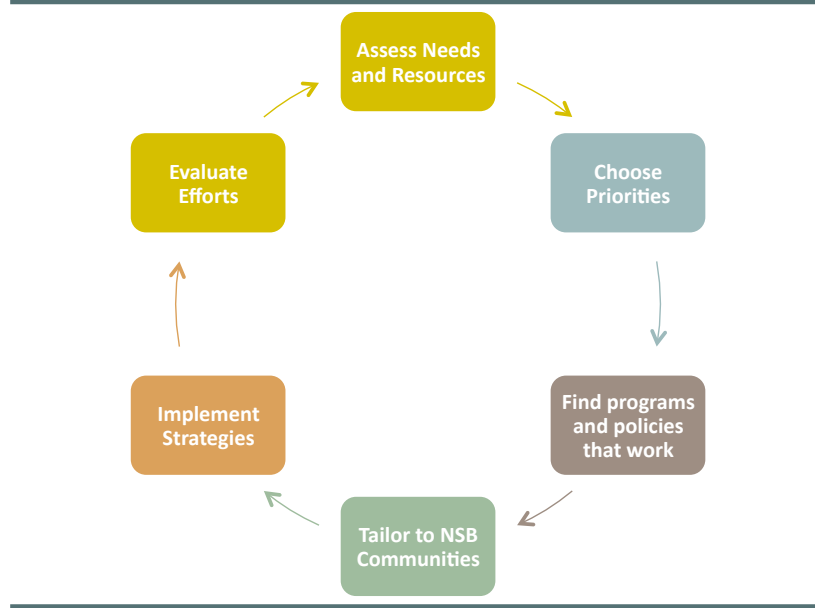 Assess Needs
and Resources
Choose
Priorities
Find programs
and policies
that work
Tailor to NSB
Communities
Implement
Strategies
Evaluate
Efforts